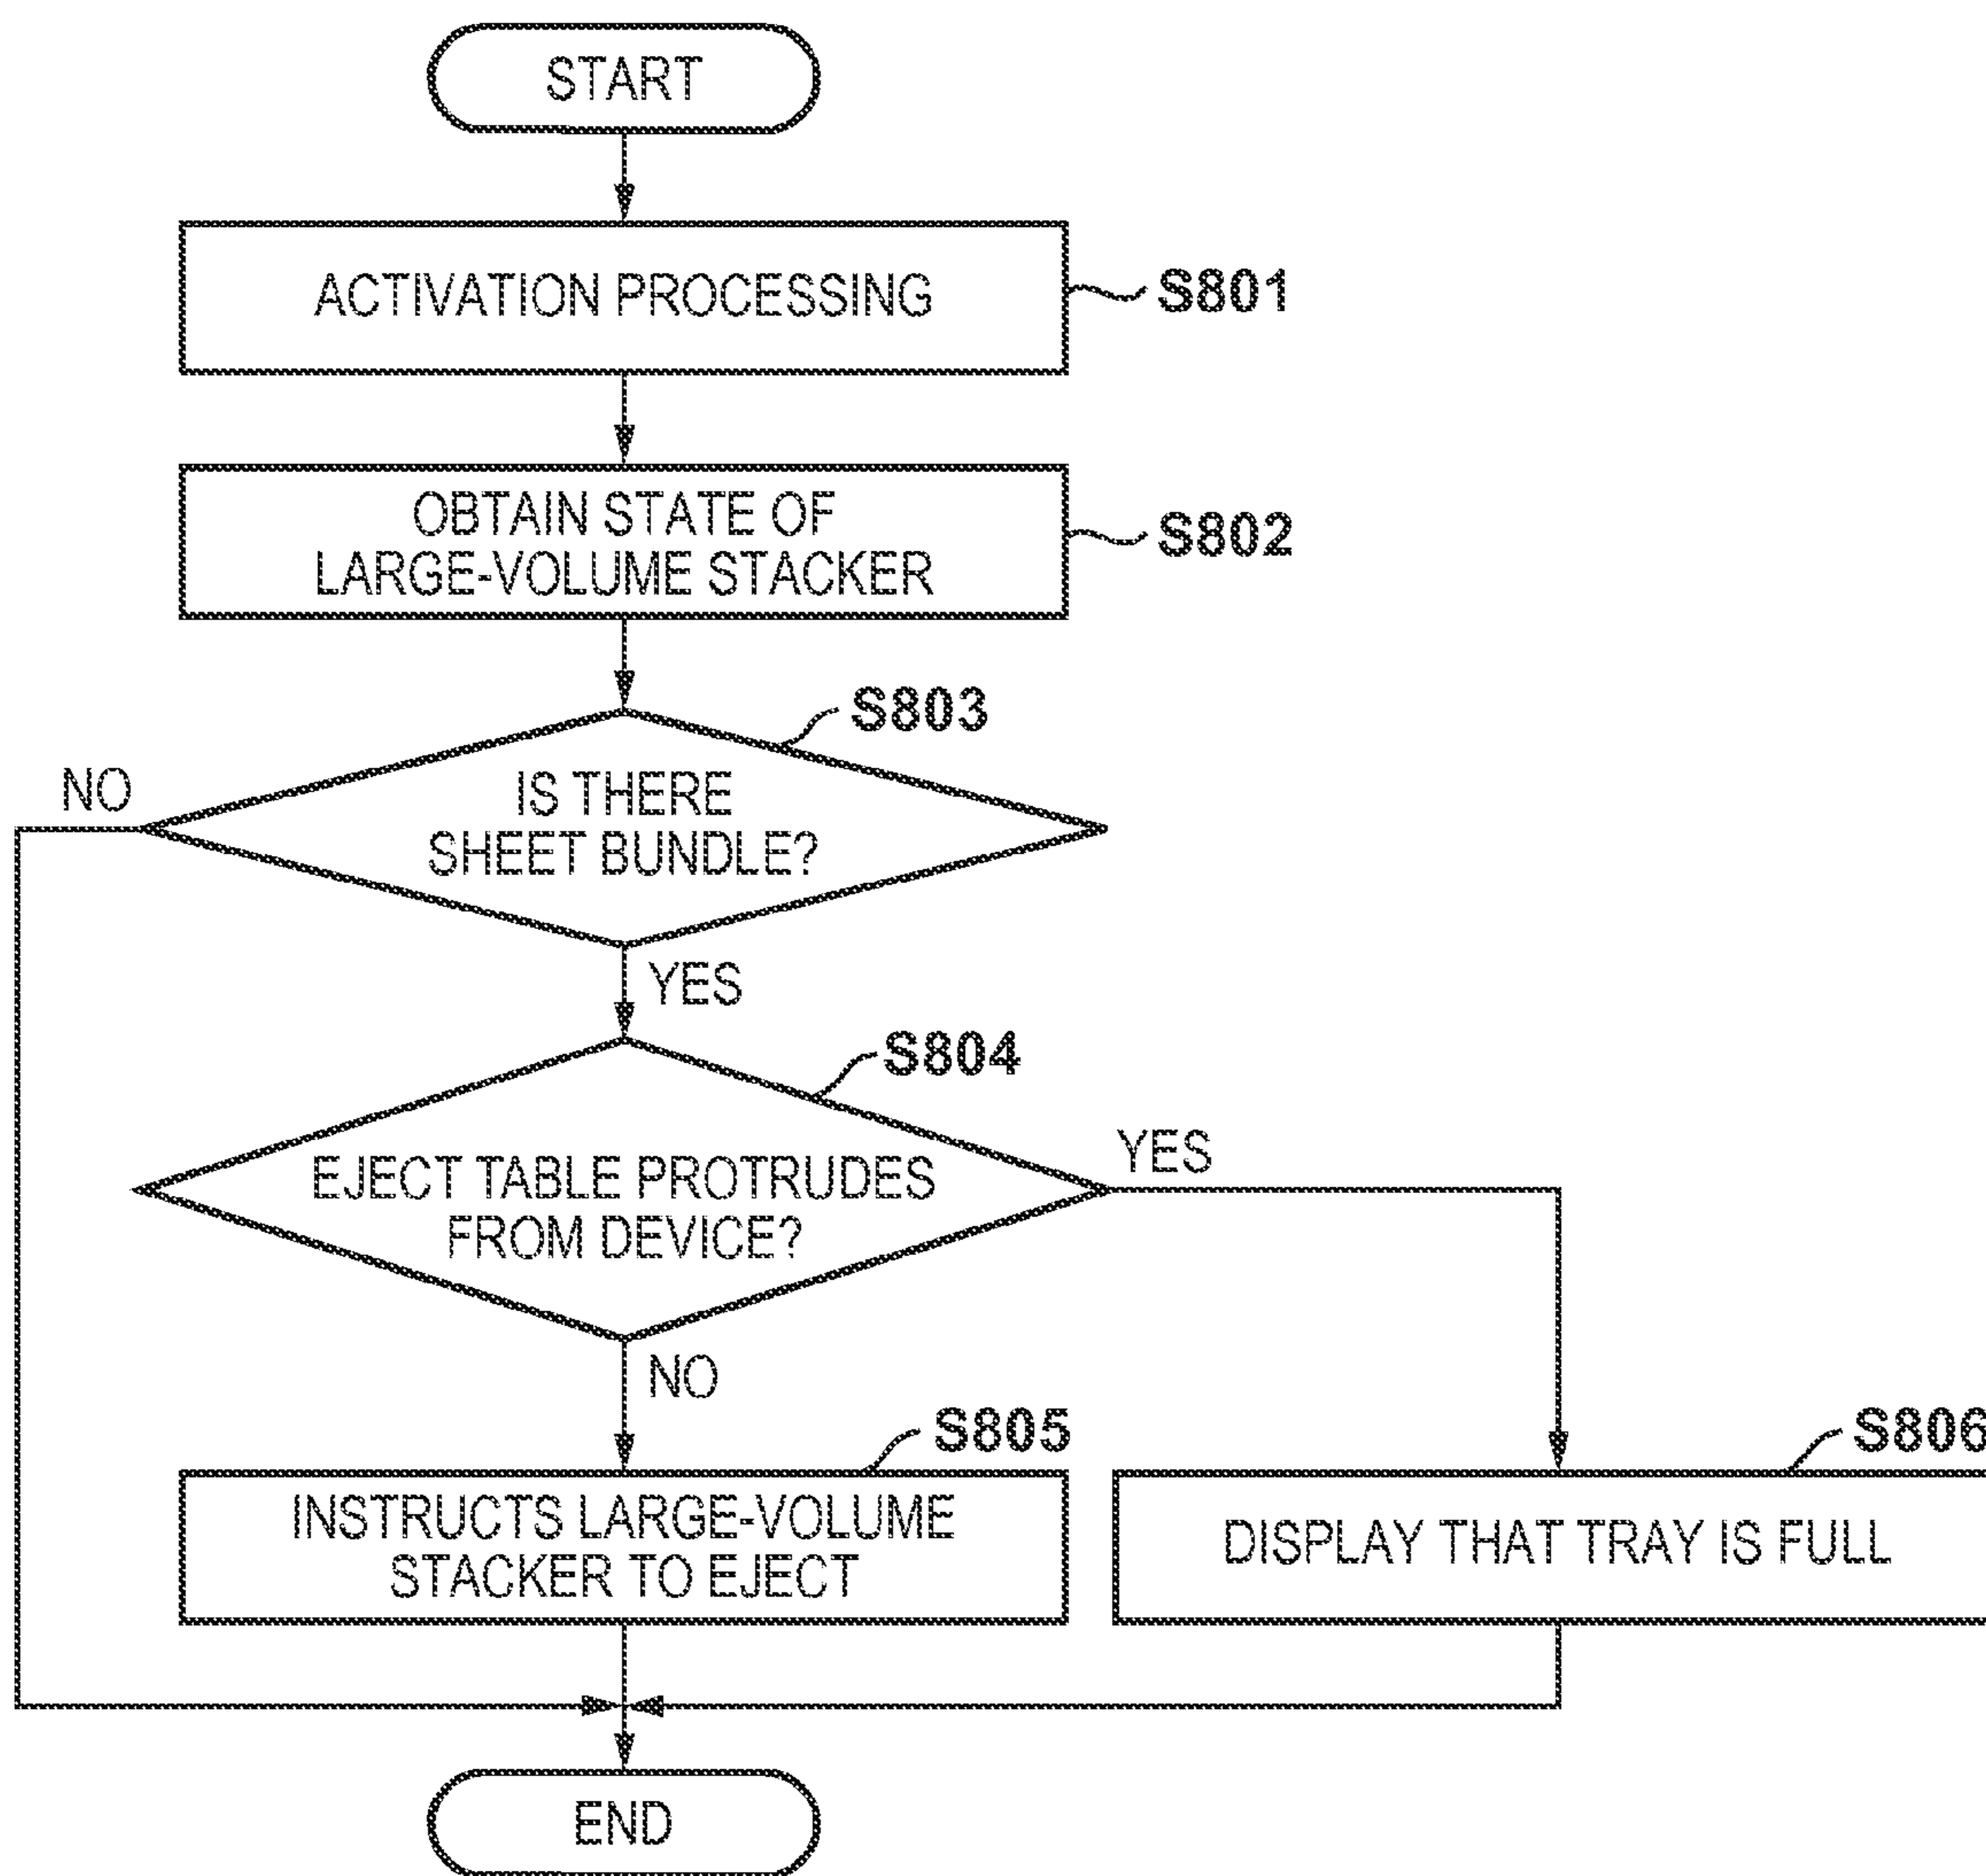 START
ACTIVATION PROCESSING
S801
OBTAIN STATE OF
LARGE-VOLUME STACKER
S802
S803
IS THERE
SHEET BUNDLE?
NO
YES
S804
EJECT TABLE PROTRUDES
FROM DEVICE?
YES
NO
S805
INSTRUCTS LARGE-VOLUME
STACKER TO EJECT
S806
DISPLAY THAT TRAY IS FULL
END